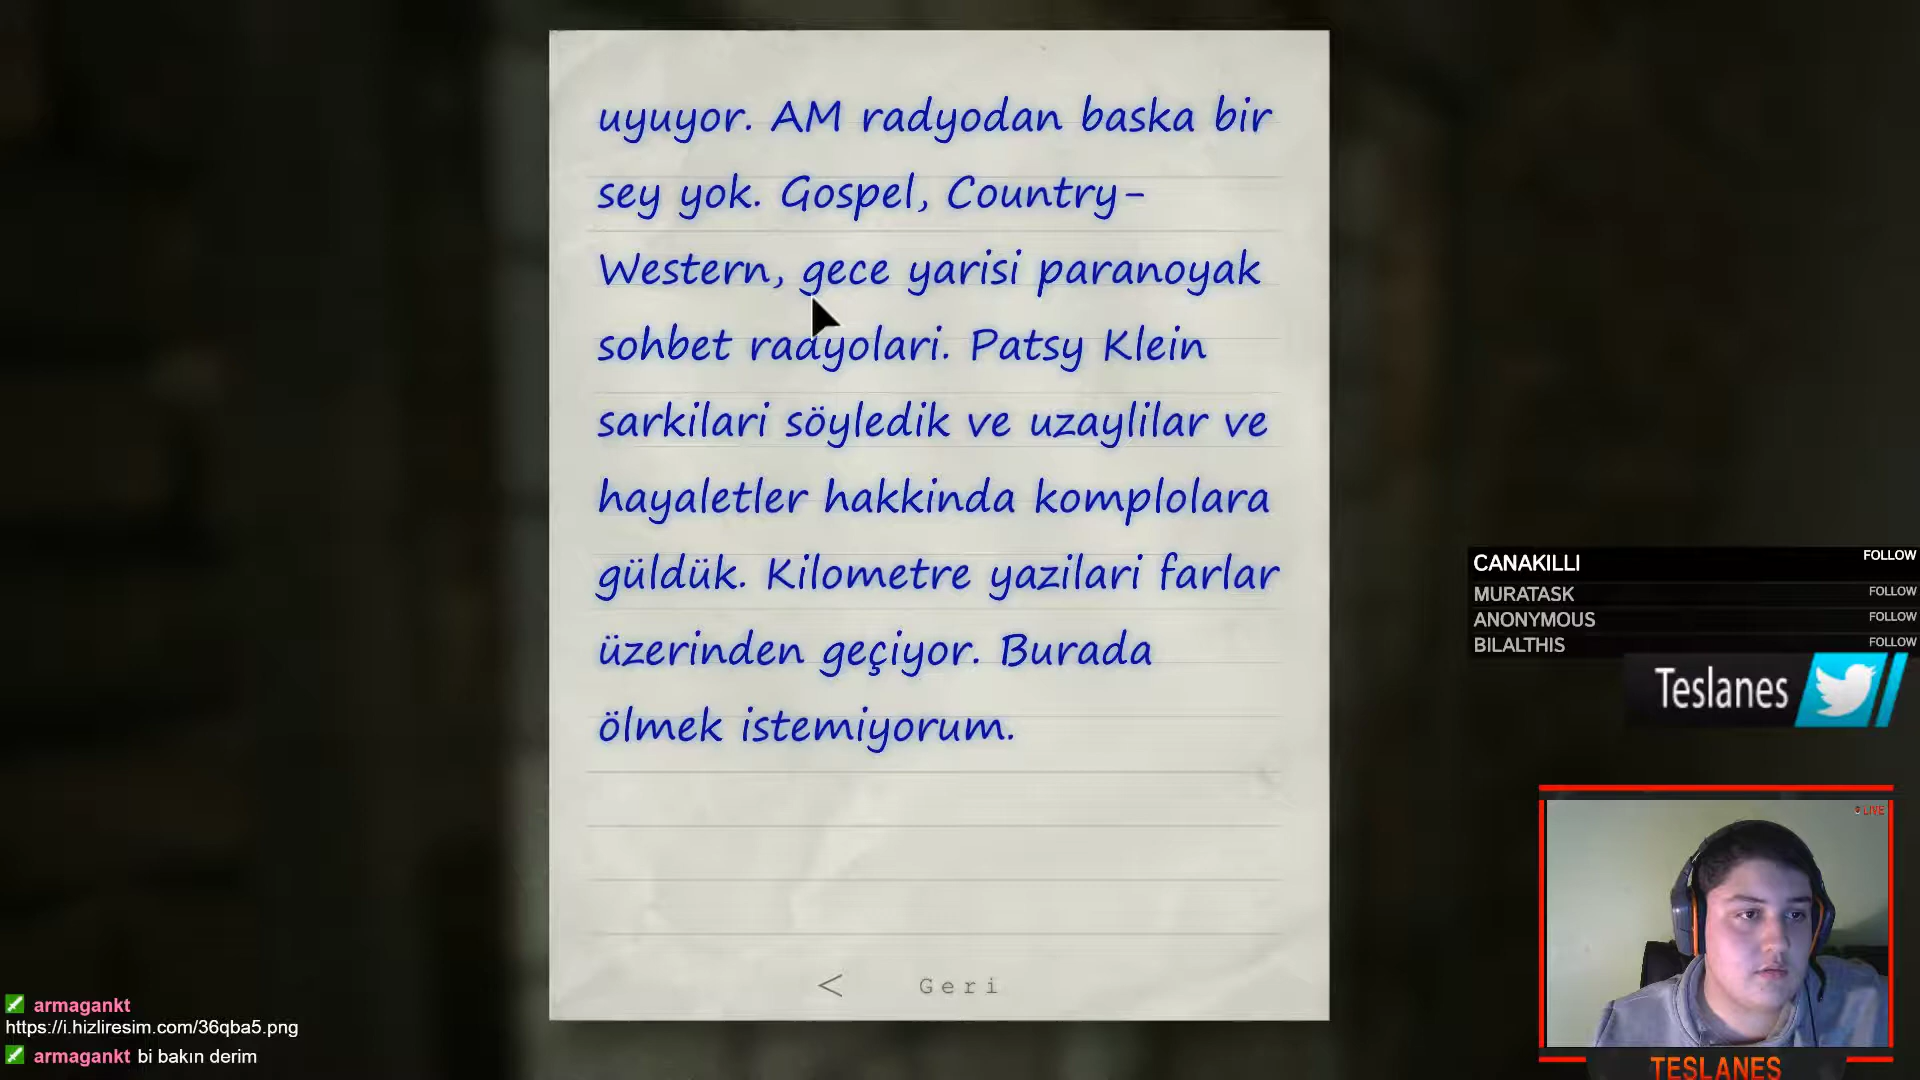 uyuyor. AM radyodan baska bir
sey yok. Gospel, Country-
Western, gece yarisi paranoyak
sohbet radyolari. Patsy Klein
sarkilari söyledik ve uzaylilar ve
hayaletler hakkinda komplolara
güldük. Kilometre yazilari farlar
üzerinden geçiyor. Burada
ölmek istemiyorum.
< Geri
CANAKILLI FOLLOW
MURATASK FOLLOW
ANONYMOUS FOLLOW
BILALTHIS FOLLOW
Teslanes
LIVE
TESLANES
armagankt
https://i.hizliresim.com/36qba5.png
armagankt bi bakın derim